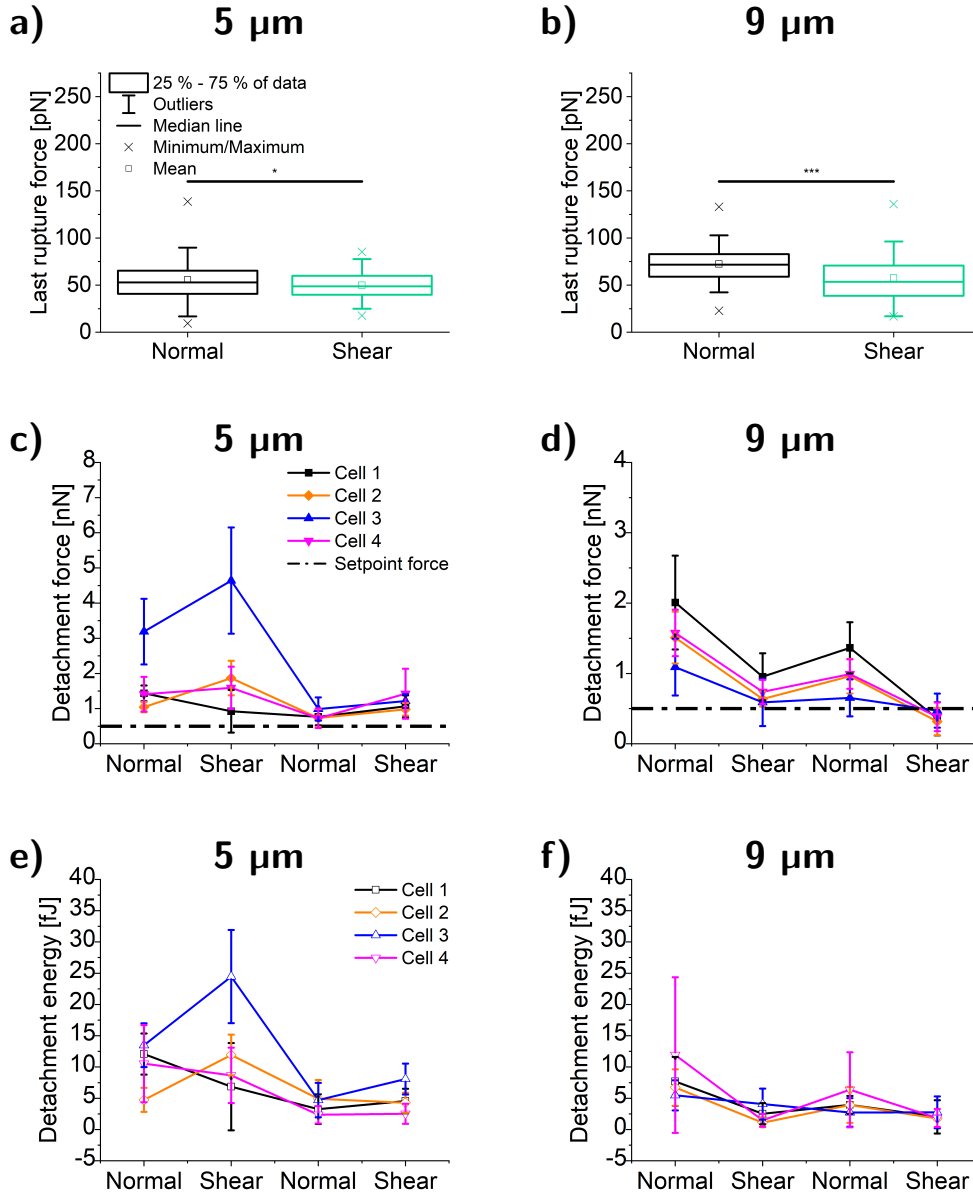 a) 5 µm
b) 9 µm
Last rupture force [pN]
250
200
150
100
50
0
25 % - 75 % of data
Outliers
Median line
Minimum/Maximum
Mean
*
Normal Shear
Last rupture force [pN]
250
200
150
100
50
0
***
Normal Shear
c) 5 µm
d) 9 µm
Detachment force [nN]
8
7
6
5
4
3
2
1
0
Cell 1
Cell 2
Cell 3
Cell 4
Setpoint force
Normal Shear Normal Shear
Detachment force [nN]
4
3
2
1
0
Normal Shear Normal Shear
e) 5 µm
f) 9 µm
Detachment energy [fJ]
40
35
30
25
20
15
10
5
0
-5
Cell 1
Cell 2
Cell 3
Cell 4
Normal Shear Normal Shear
Detachment energy [fJ]
40
35
30
25
20
15
10
5
0
-5
Normal Shear Normal Shear